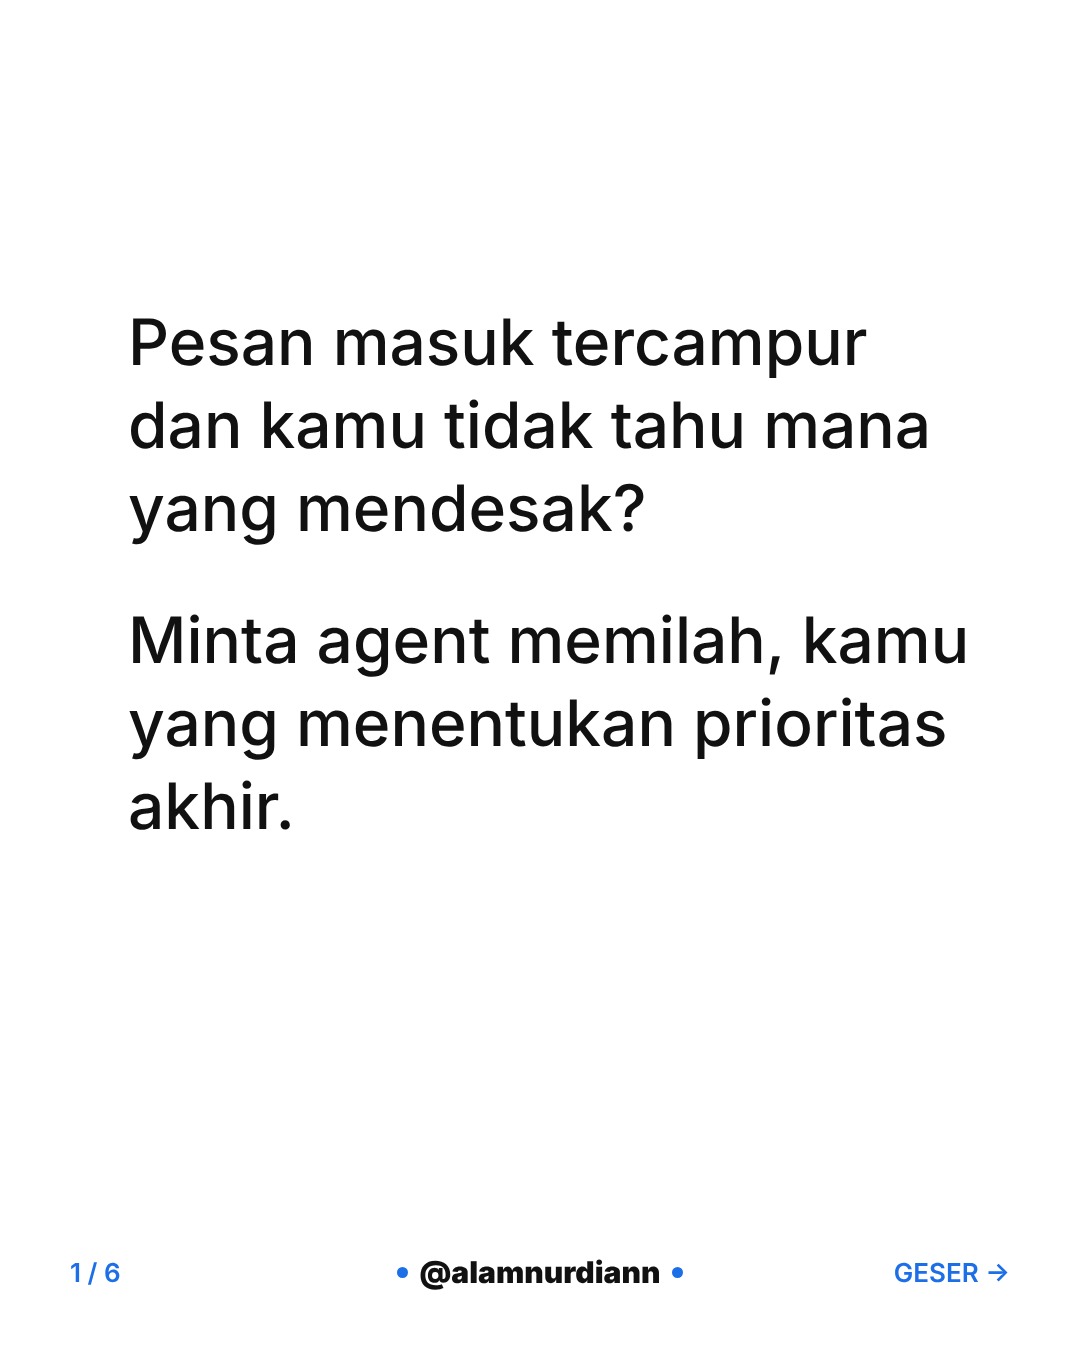 Pesan masuk tercampur
dan kamu tidak tahu mana
yang mendesak?
Minta agent memilah, kamu
yang menentukan prioritas
akhir.
1 / 6
• @alamnurdiann •
GESER →